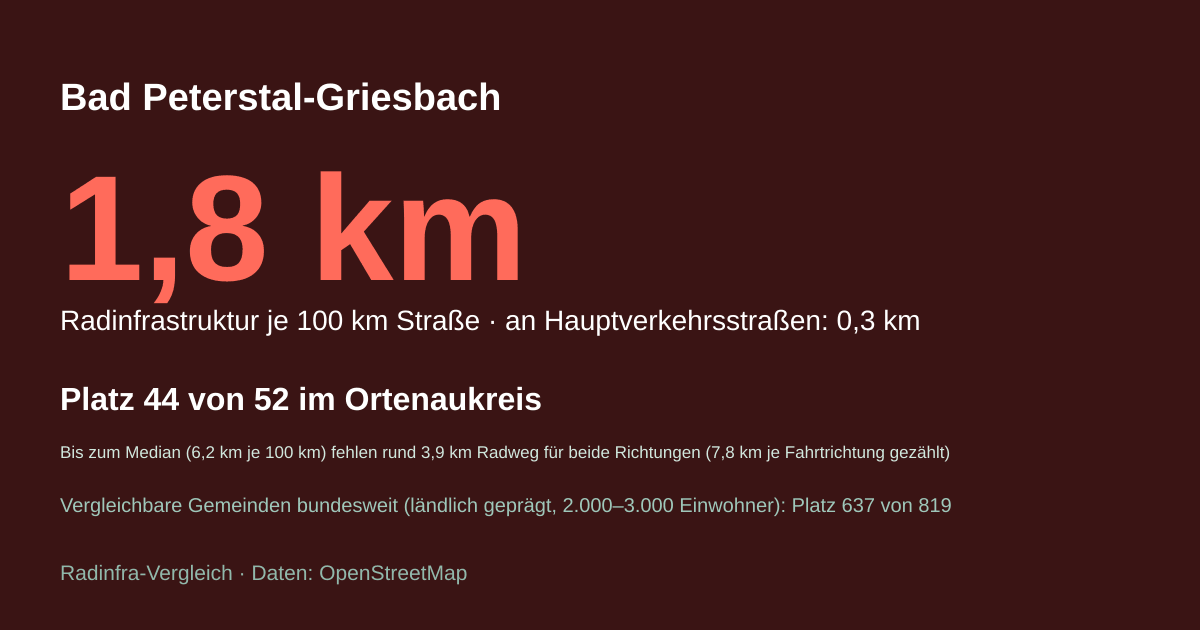 Bad Peterstal-Griesbach
1,8 km
Radinfrastruktur je 100 km Straße · an Hauptverkehrsstraßen: 0,3 km
Platz 44 von 52 im Ortenaukreis
Bis zum Median (6,2 km je 100 km) fehlen rund 3,9 km Radweg für beide Richtungen (7,8 km je Fahrtrichtung gezählt)
Vergleichbare Gemeinden bundesweit (ländlich geprägt, 2.000–3.000 Einwohner): Platz 637 von 819
Radinfra-Vergleich · Daten: OpenStreetMap